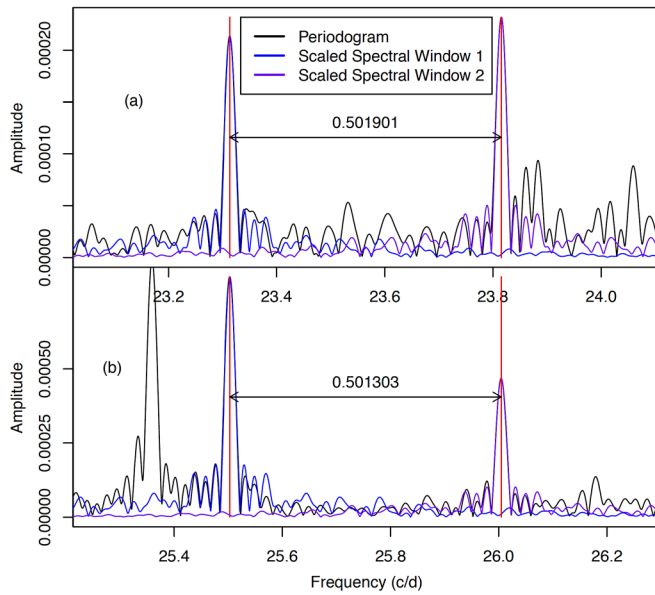 Periodogram
Scaled Spectral Window 1
Scaled Spectral Window 2
(a)
0.501901
Amplitude
0.00000
0.00010
0.00020
23.2
23.4
23.6
23.8
24.0
(b)
0.501303
Amplitude
0.00000
0.00025
0.00050
25.4
25.6
25.8
26.0
26.2
Frequency (c/d)